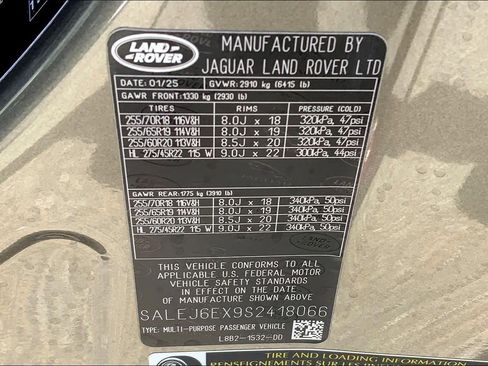 LAND-
ROVER
MANUFACTURED BY
JAGUAR LAND ROVER LTD
DATE: 01/25 GVWR: 2910 kg (6415 lb)
GAWR FRONT: 1330 kg (2930 lb)
TIRES RIMS PRESSURE (COLD)
255/70R18 116V&H 8.0J x 18 320kPa, 47psi
255/65R19 114V&H 8.0J x 19 320kPa, 47psi
255/60R20 113V&H 8.5J x 20 320kPa, 47psi
HL 275/45R22 115 W 9.0J x 22 300kPa, 44psi
GAWR REAR: 1775 kg (3910 lb)
255/70R18 116V&H 8.0J x 18 340kPa, 50psi
255/65R19 114V&H 8.0J x 19 340kPa, 50psi
255/60R20 113V&H 8.5J x 20 340kPa, 50psi
HL 275/45R22 115 W 9.0J x 22 340kPa, 50psi
THIS VEHICLE CONFORMS TO ALL
APPLICABLE U.S. FEDERAL MOTOR
VEHICLE SAFETY STANDARDS
IN EFFECT ON THE DATE OF
MANUFACTURE SHOWN ABOVE
SALEJ6EX9S2418066
TYPE: MULTI-PURPOSE PASSENGER VEHICLE
L8B2-1532-DD
TIRE AND LOADING INFORMATION
RENSEIGNEMENTS SUR LES PNEUS ET LE